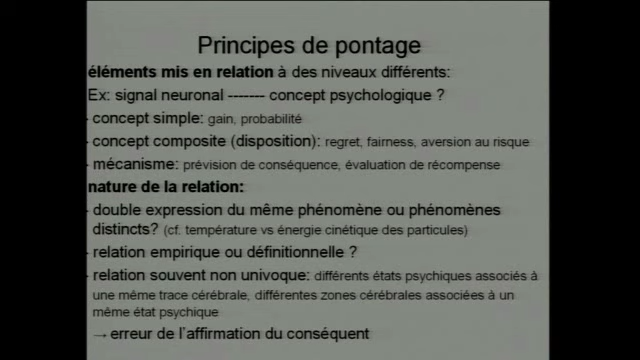 Principes de pontage
éléments mis en relation à des niveaux différents:
Ex: signal neuronal ------- concept psychologique ?
- concept simple: gain, probabilité
- concept composite (disposition): regret, fairness, aversion au risque
- mécanisme: prévision de conséquence, évaluation de récompense
nature de la relation:
- double expression du même phénomène ou phénomènes
distincts? (cf. température vs énergie cinétique des particules)
- relation empirique ou définitionnelle ?
- relation souvent non univoque: différents états psychiques associés à
une même trace cérébrale, différentes zones cérébrales associées à un
même état psychique
→ erreur de l'affirmation du conséquent